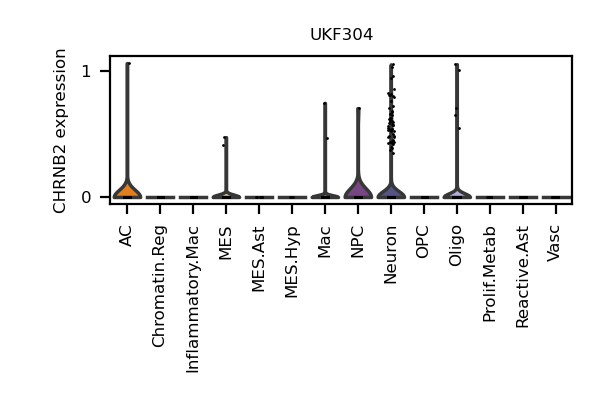 UKF304
CHRNB2 expression
1
0
AC
Chromatin.Reg
Inflammatory.Mac
MES
MES.Ast
MES.Hyp
Mac
NPC
Neuron
OPC
Oligo
Prolif.Metab
Reactive.Ast
Vasc